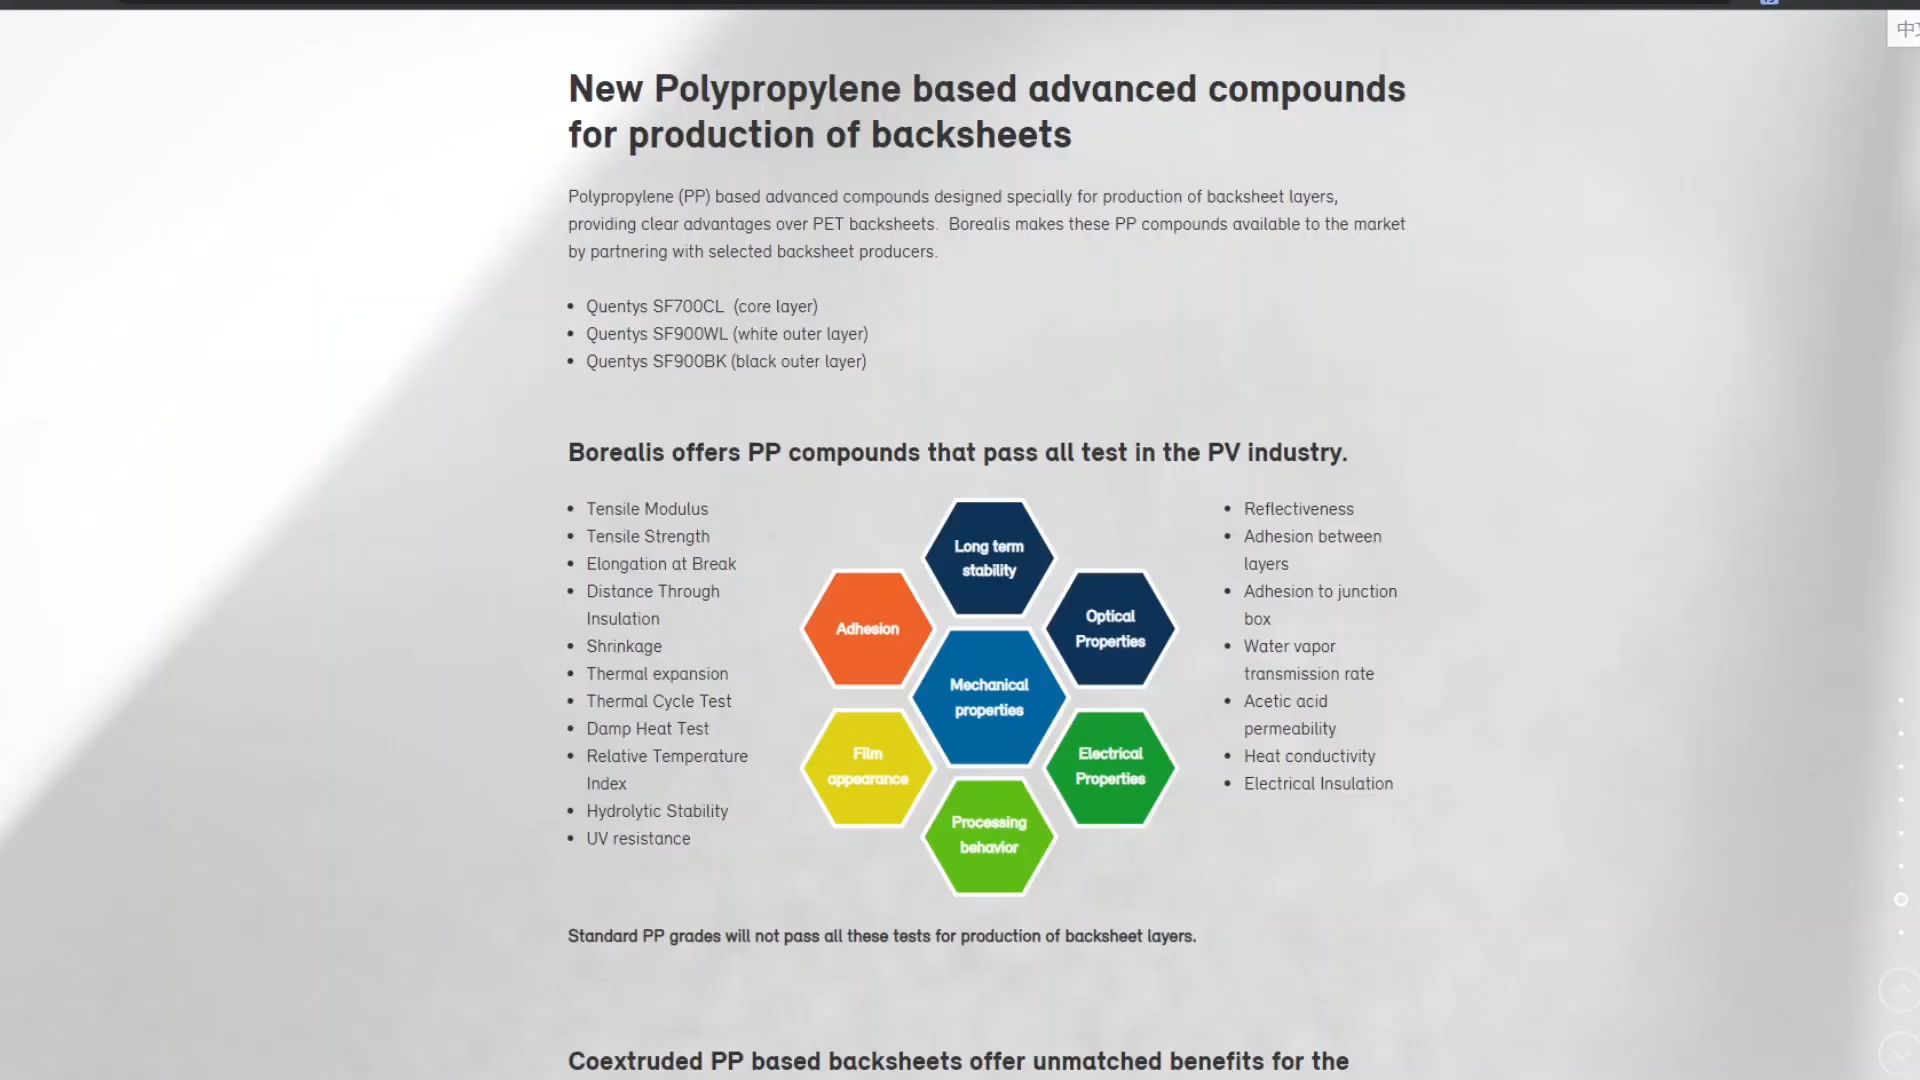 New Polypropylene based advanced compounds
for production of backsheets
Polypropylene (PP) based advanced compounds designed specially for production of backsheet layers,
providing clear advantages over PET backsheets.  Borealis makes these PP compounds available to the market
by partnering with selected backsheet producers.
• Quentys SF700CL  (core layer)
• Quentys SF900WL (white outer layer)
• Quentys SF900BK (black outer layer)
Borealis offers PP compounds that pass all test in the PV industry.
• Tensile Modulus
• Tensile Strength
• Elongation at Break
• Distance Through
Insulation
• Shrinkage
• Thermal expansion
• Thermal Cycle Test
• Damp Heat Test
• Relative Temperature
Index
• Hydrolytic Stability
• UV resistance
Long term
stability
Adhesion
Optical
Properties
Mechanical
properties
Film
appearance
Electrical
Properties
Processing
behavior
• Reflectiveness
• Adhesion between
layers
• Adhesion to junction
box
• Water vapor
transmission rate
• Acetic acid
permeability
• Heat conductivity
• Electrical Insulation
Standard PP grades will not pass all these tests for production of backsheet layers.
Coextruded PP based backsheets offer unmatched benefits for the